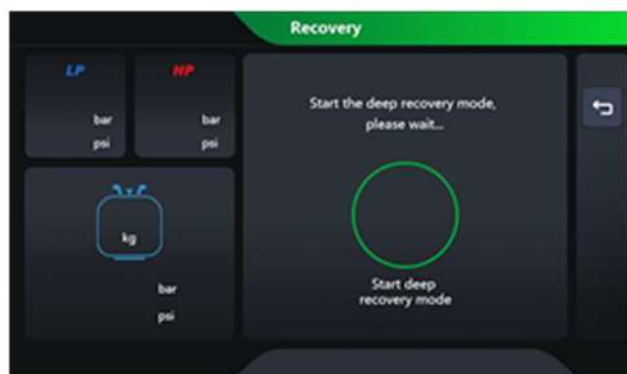 Recovery
LP
HP
bar
bar
psi
psi
kg
bar
psi
Start the deep recovery mode,
please wait...
Start deep
recovery mode